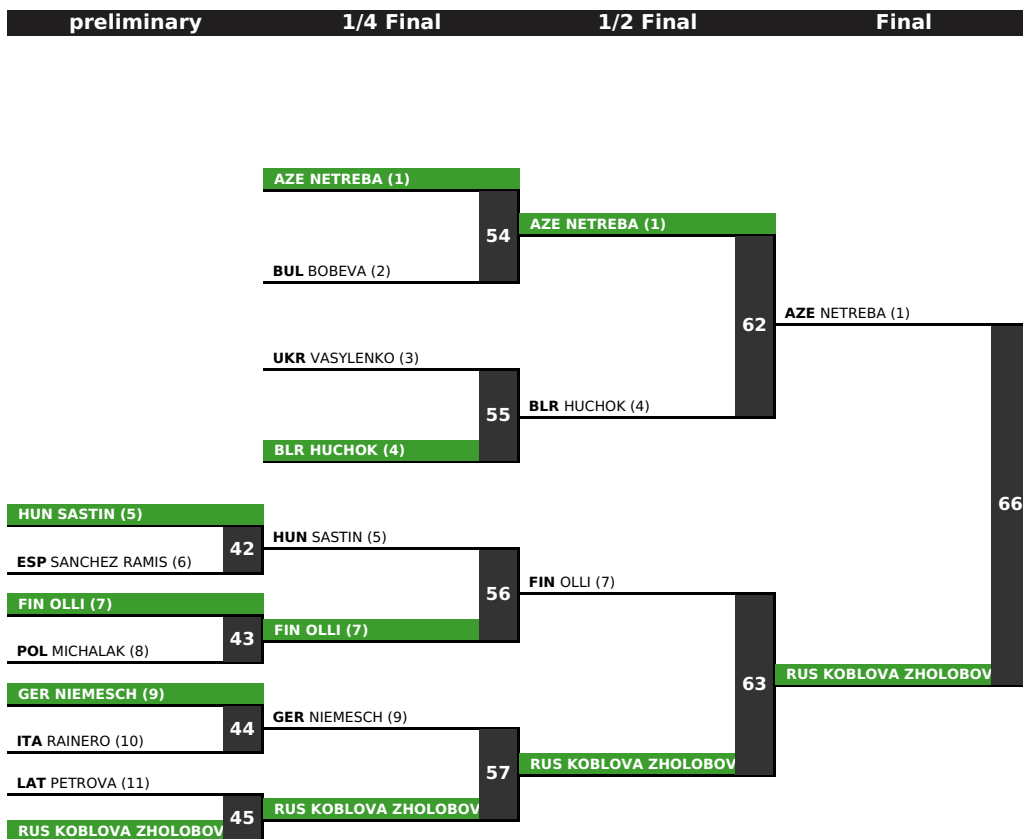 preliminary 1/4 Final 1/2 Final Final
AZE NETREBA (1)
54
BUL BOBEVA (2)
UKR VASYLENKO (3)
55
BLR HUCHOK (4)
AZE NETREBA (1)
62
BLR HUCHOK (4)
AZE NETREBA (1)
66
RUS KOBLOVA ZHOLOBOV
HUN SASTIN (5)
42
ESP SANCHEZ RAMIS (6)
FIN OLLI (7)
43
POL MICHALAK (8)
GER NIEMESCH (9)
44
ITA RAINERO (10)
LAT PETROVA (11)
45
RUS KOBLOVA ZHOLOBOV
HUN SASTIN (5)
56
FIN OLLI (7)
GER NIEMESCH (9)
57
RUS KOBLOVA ZHOLOBOV
FIN OLLI (7)
63
RUS KOBLOVA ZHOLOBOV